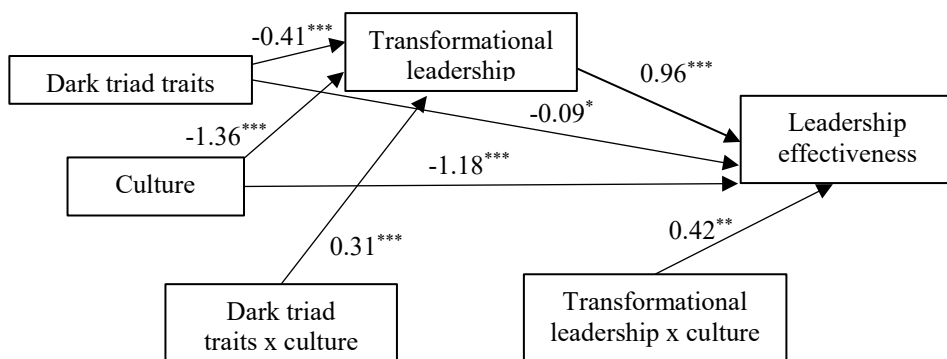 -0.41***
Transformational
leadership
Dark triad traits
0.96***
-0.09*
Leadership
effectiveness
-1.36***
Culture
-1.18***
0.31***
0.42**
Dark triad
traits x culture
Transformational
leadership x culture